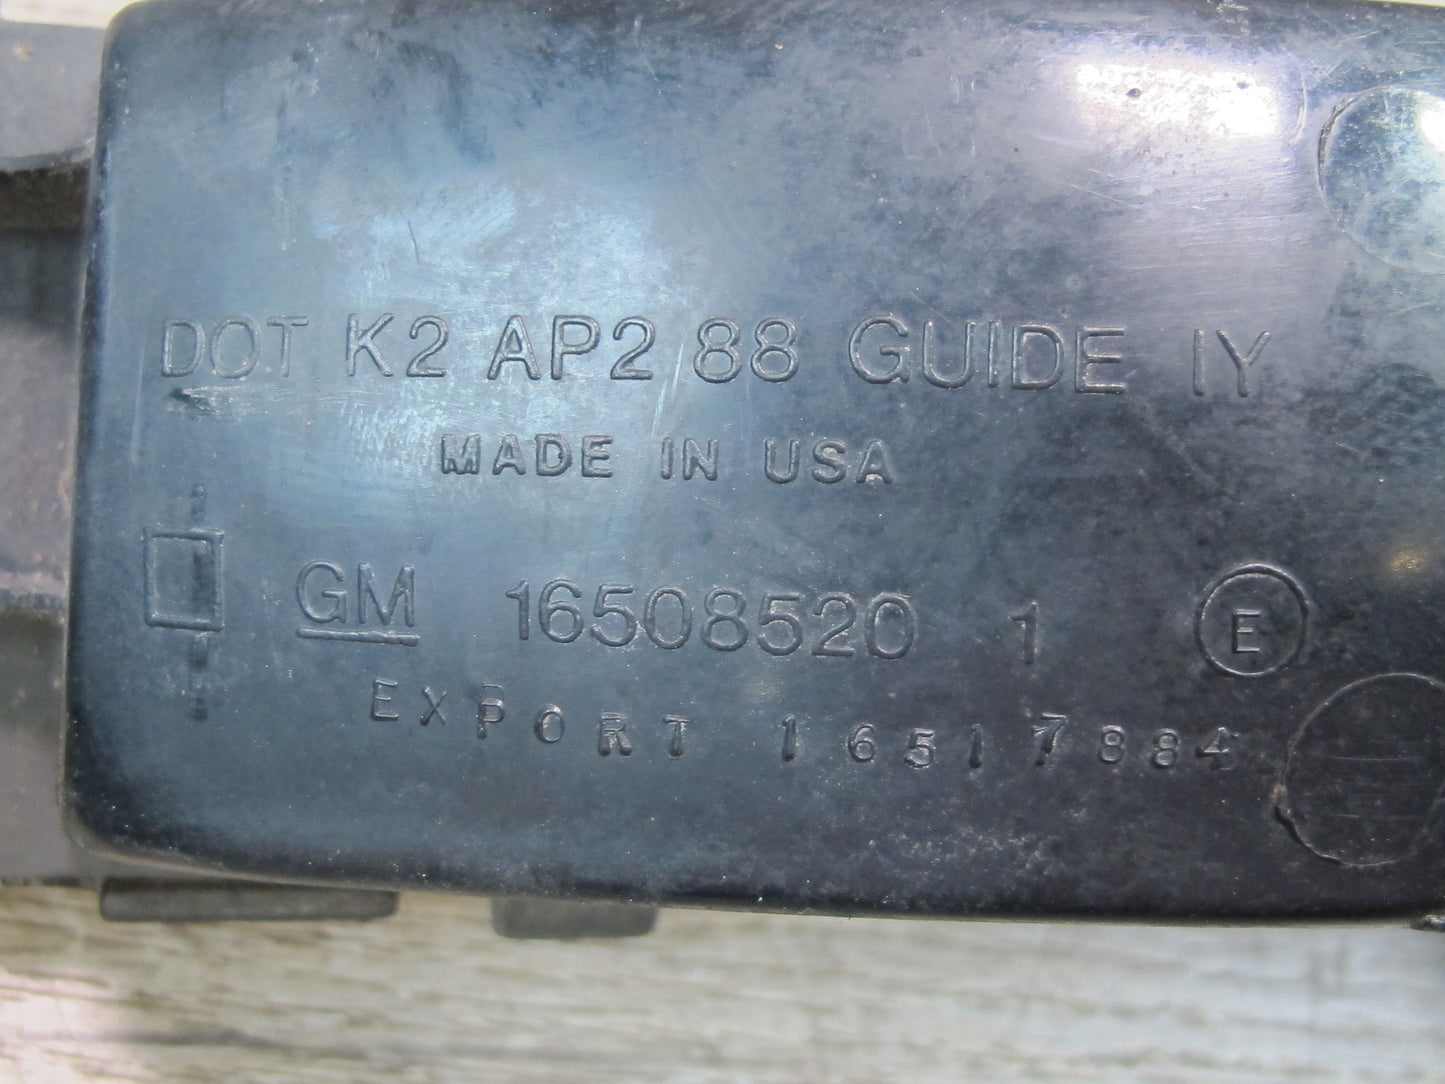 DOT K2 AP2 88 GUIDE IY
MADE IN USA
GM 16508520 1 E
EXPORT 16517884